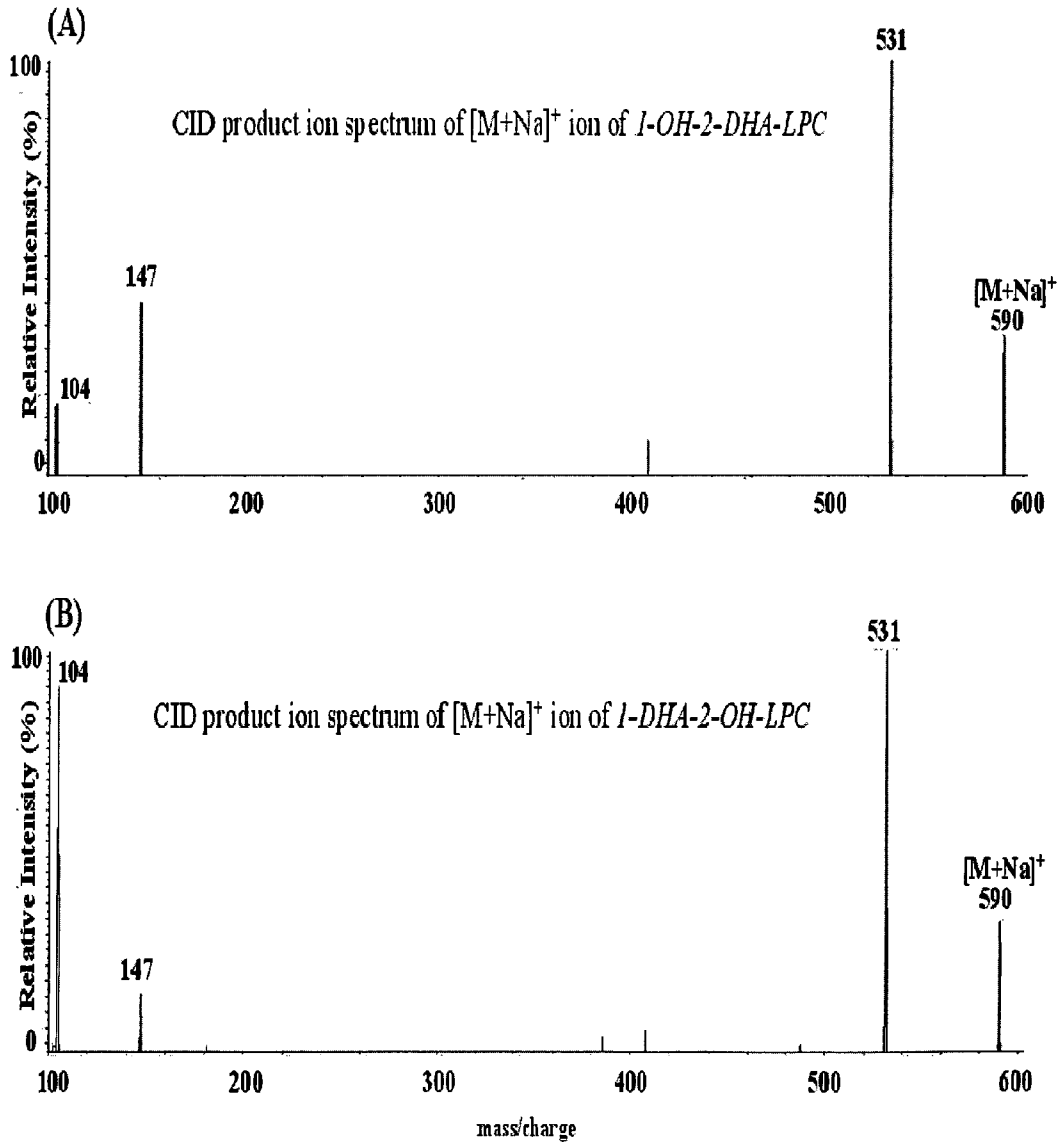 (A)
531
100
CID product ion spectrum of [M+Na]⁺ ion of 1-OH-2-DHA-LPC
Relative Intensity (%)
147
[M+Na]⁺
590
104
0
100 200 300 400 500 600
(B)
531
100
104
CID product ion spectrum of [M+Na]⁺ ion of 1-DHA-2-OH-LPC
Relative Intensity (%)
[M+Na]⁺
590
147
0
100 200 300 400 500 600
mass/charge